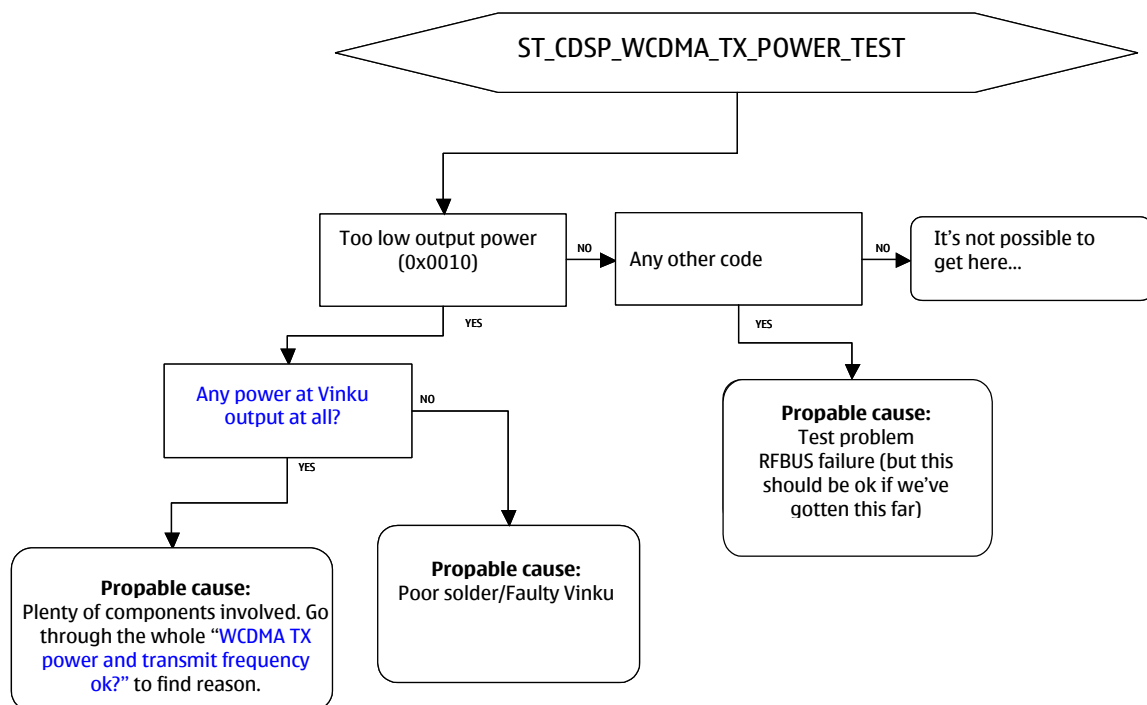 ST_CDSP_WCDMA_TX_POWER_TEST
Too low output power
(0x0010)
NO
Any other code
NO
It's not possible to
get here...
YES
YES
Any power at Vinku
output at all?
NO
YES
Propable cause:
Test problem
RFBUS failure (but this
should be ok if we've
gotten this far)
Propable cause:
Plenty of components involved. Go
through the whole “WCDMA TX
power and transmit frequency
ok?” to find reason.
Propable cause:
Poor solder/Faulty Vinku